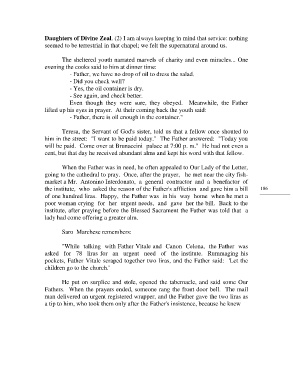 Daughters of Divine Zeal. (2) I am always keeping in mind that service: nothing
seemed to be terrestrial in that chapel; we felt the supernatural around us.
The sheltered youth narrated marvels of charity and even miracles... One
evening the cooks said to him at dinner time:
- Father, we have no drop of oil to dress the salad.
- Did you check well?
- Yes, the oil container is dry.
- See again, and check better.
Even though they were sure, they obeyed. Meanwhile, the Father
filled up his eyes in prayer. At their coming back the youth said:
- Father, there is oil enough in the container."
Teresa, the Servant of God's sister, told us that a fellow once shouted to
him in the street: "I want to be paid today." The Father answered: "Today you
will be paid. Come over at Brunaccini palace at 7:00 p. m." He had not even a
cent, but that day he received abundant alms and kept his word with that fellow.
When the Father was in need, he often appealed to Our Lady of the Letter,
going to the cathedral to pray. Once, after the prayer, he met near the city fish-
market a Mr. Antonino Interdonato, a general contractor and a benefactor of
the institute, who asked the reason of the Father's affliction and gave him a bill
of one hundred liras. Happy, the Father was in his way home when he met a
poor woman crying for her urgent needs, and gave her the bill. Back to the
institute, after praying before the Blessed Sacrament the Father was told that a
lady had come offering a greater alms.
186
Sara Marchese remembers:
"While talking with Father Vitale and Canon Celona, the Father was
asked for 78 liras for an urgent need of the institute. Rummaging his
pockets, Father Vitale scraped together two liras, and the Father said: 'Let the
children go to the church.'
He put on surplice and stole, opened the tabernacle, and said some Our
Fathers. When the prayers ended, someone rang the front door bell. The mail
man delivered an urgent registered wrapper, and the Father gave the two liras as
a tip to him, who took them only after the Father's insistence, because he knew